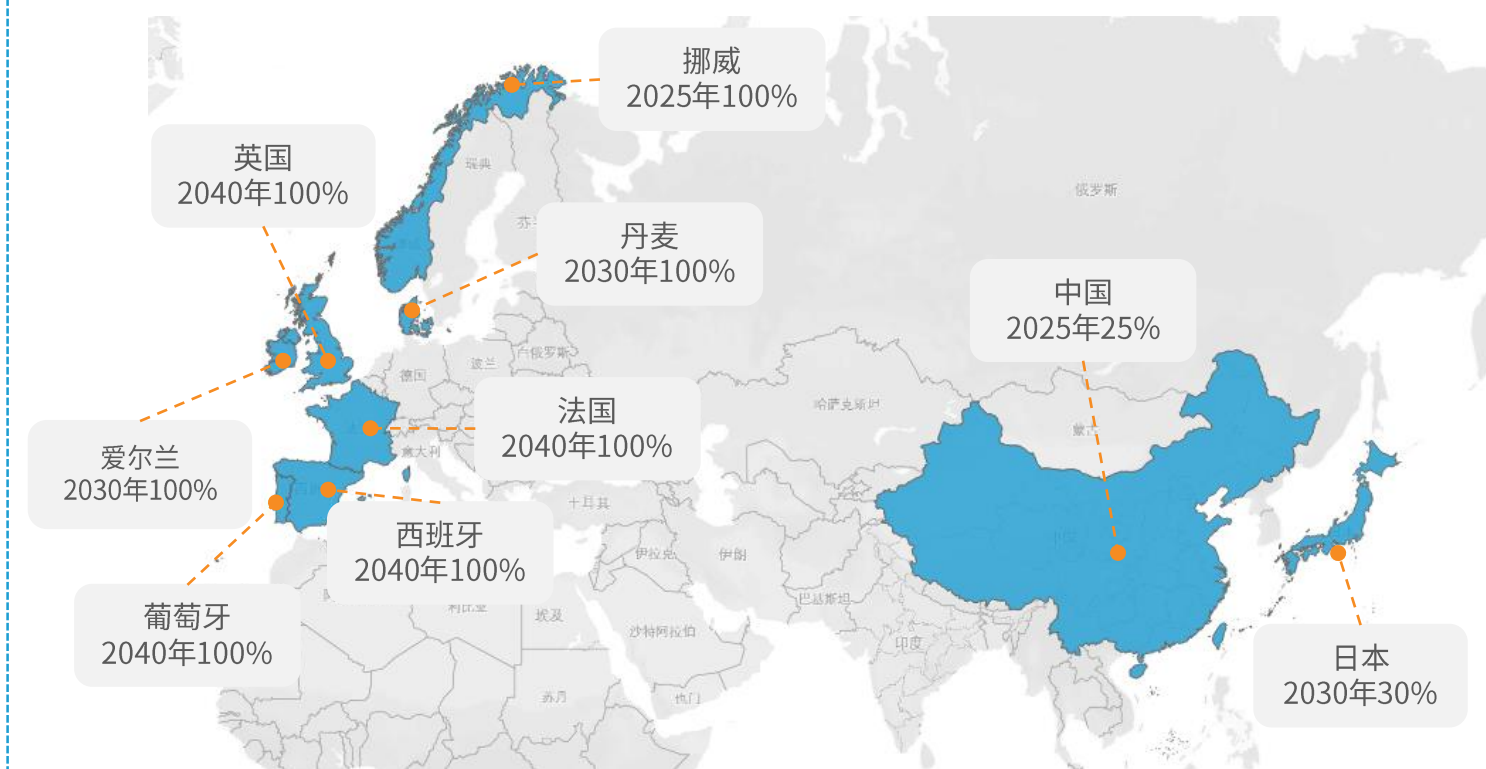 挪威
2025年100%
英国
2040年100%
瑞典
俄罗斯
丹麦
2030年100%
中国
2025年25%
白俄罗斯
波兰
德国
法国
2040年100%
哈萨克斯坦
蒙古
意大利
爱尔兰
2030年100%
西班牙
2040年100%
土耳其
伊拉克
伊朗
葡萄牙
2040年100%
利比亚
埃及
巴基斯坦
沙特阿拉伯
印度
日本
2030年30%
苏丹
也门